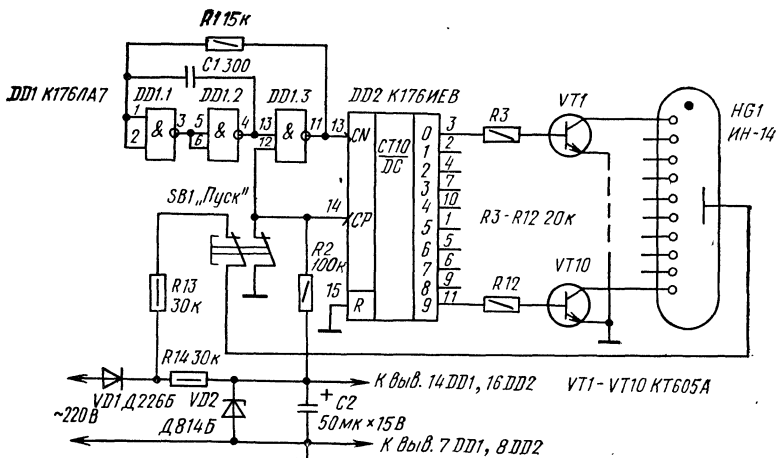 R1 15к
C1 300
DD1 К176ЛА7
DD1.1
DD1.2
DD1.3
DD2 К176ИЕ8
1
2
&
3
5
6
&
4
13
12
&
11
13
CN
14
CP
15
R
CT10
DC
0
1
2
3
4
5
6
7
8
9
3
2
4
7
10
1
5
6
9
11
R3
VT1
HG1
ИН-14
SB1 „Пуск"
R2
100к
R3-R12 20к
R13
30к
R12
VT10
R14 30к
VD1 Д226Б
VD2
Д814Б
~220В
+ C2
50мк×15В
К выв. 14 DD1, 16 DD2
VT1-VT10 КТ605А
К выв. 7 DD1, 8 DD2